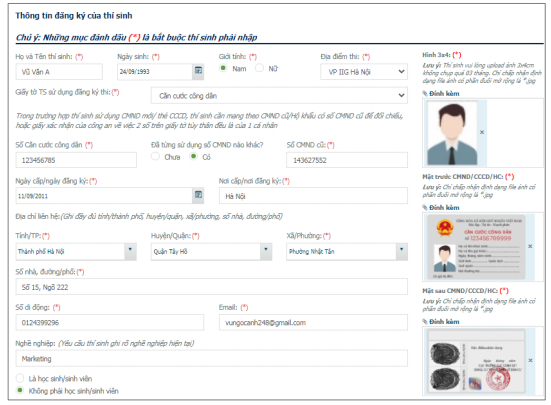 Thông tin đăng ký của thí sinh
Chú ý: Những mục đánh dấu (*) là bắt buộc thí sinh phải nhập
Họ và Tên thí sinh: (*)
Ngày sinh: (*)
Giới tính: (*)
Địa điểm thi: (*)
Vũ Văn A
24/09/1993
Nam
Nữ
VP IIG Hà Nội
Giấy tờ TS sử dụng đăng ký thi:(*)
Căn cước công dân
Trong trường hợp thí sinh sử dụng CMND mới/ thẻ CCCD, thí sinh cần mang theo CMND cũ/Hộ khẩu có số CMND cũ để đối chiếu,
hoặc giấy xác nhận của công an về việc 2 số trên giấy tờ tùy thân đều là của 1 cá nhân
Số Căn cước công dân (*)
Đã từng sử dụng số CMND nào khác?
Số CMND cũ: (*)
123456785
Chưa
Có
143627552
Ngày cấp/ngày đăng ký:(*)
Nơi cấp/nơi đăng ký:(*)
11/09/2011
Hà Nội
Địa chỉ liên hệ:(Ghi đầy đủ tỉnh/thành phố, huyện/quận, xã/phường, số nhà, đường/phố)
Tỉnh/TP:(*)
Huyện/Quận:(*)
Xã/Phường:(*)
Thành phố Hà Nội
Quận Tây Hồ
Phường Nhật Tân
Số nhà, đường/phố:(*)
Số 15, Ngõ 222
Số di động: (*)
Email: (*)
0124399296
vungocanh248@gmail.com
Nghề nghiệp: (Yêu cầu thí sinh ghi rõ nghề nghiệp hiện tại)
Marketing
Là học sinh/sinh viên
Không phải học sinh/sinh viên
Hình 3x4: (*)
Lưu ý: Thí sinh vui lòng upload ảnh 3x4cm
không chụp quá 03 tháng. Chỉ chấp nhận định
dạng file ảnh có phần đuôi mở rộng là *.jpg
Đính kèm
Mặt trước CMND/CCCD/HC: (*)
Lưu ý: Chỉ chấp nhận định dạng file ảnh có
phần đuôi mở rộng là *.jpg
Đính kèm
CĂN CƯỚC CÔNG DÂN
Mặt sau CMND/CCCD/HC: (*)
Lưu ý: Chỉ chấp nhận định dạng file ảnh có
phần đuôi mở rộng là *.jpg
Đính kèm